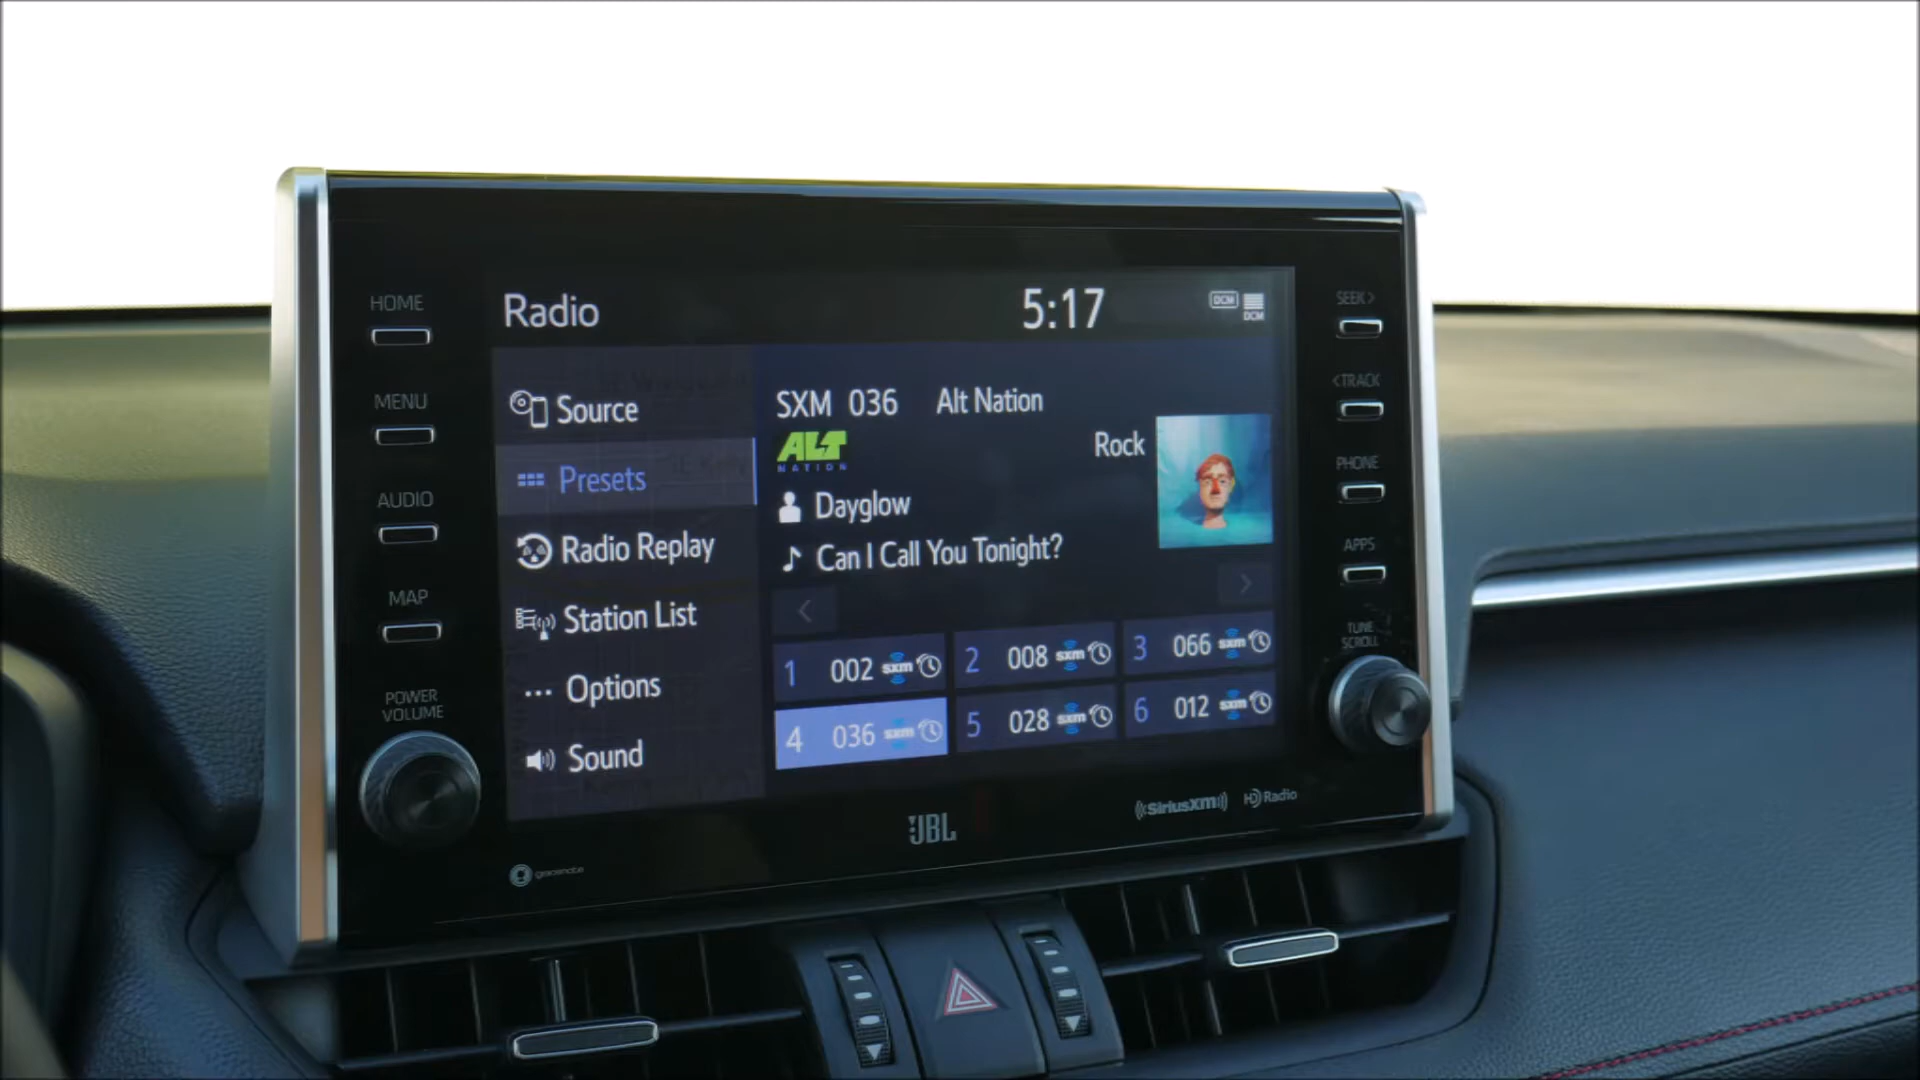 HOME
MENU
AUDIO
MAP
POWER
VOLUME
Radio
5:17
DCM
DCM
Source
Presets
Radio Replay
Station List
Options
Sound
SXM 036 Alt Nation
ALT
NATION
Rock
Dayglow
Can I Call You Tonight?
1 002 sxm
2 008 sxm
3 066 sxm
4 036 sxm
5 028 sxm
6 012 sxm
SEEK >
< TRACK
PHONE
APPS
TUNE
SCROLL
JBL
((SiriusXM))
HD Radio
gracenote